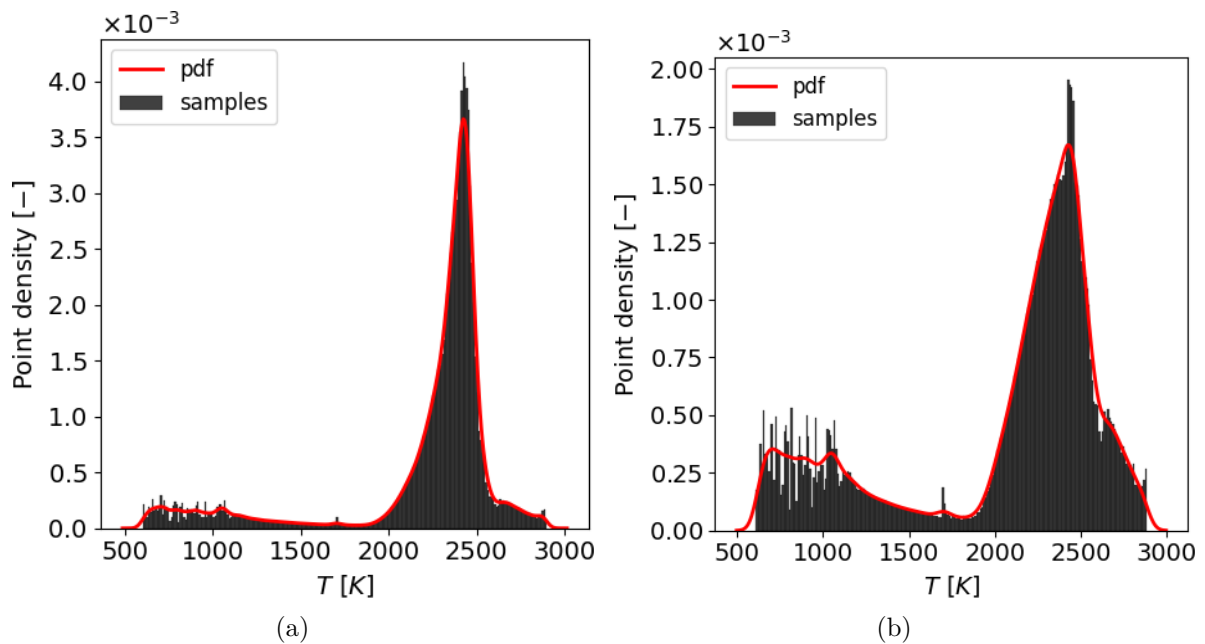 ×10⁻³
pdf
samples
4.0
3.5
3.0
2.5
2.0
1.5
1.0
0.5
0.0
Point density [−]
500 1000 1500 2000 2500 3000
T [K]
(a)
×10⁻³
pdf
samples
2.00
1.75
1.50
1.25
1.00
0.75
0.50
0.25
0.00
Point density [−]
500 1000 1500 2000 2500 3000
T [K]
(b)